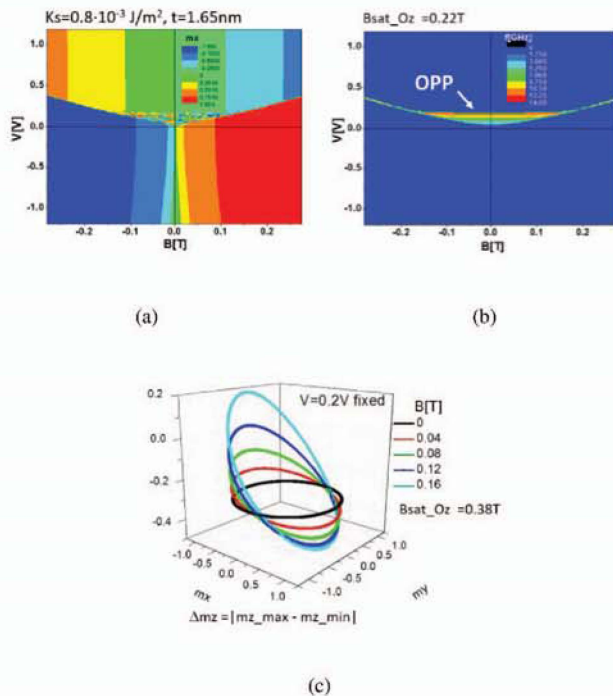 Ks=0.8·10⁻³ J/m², t=1.65nm
mx
0
1.0
0.5
V[V]
0.0
-0.5
-1.0
-0.2
-0.1
0.0
0.1
0.2
B[T]
(a)
Bsat_Oz =0.22T
f[GHz]
OPP
1.0
0.5
V[V]
0.0
-0.5
-1.0
-0.2
-0.1
0.0
0.1
0.2
B[T]
(b)
V=0.2V fixed
B[T]
0
0.04
0.08
0.12
0.16
Bsat_Oz =0.38T
0.2
0.0
-0.2
-0.4
-1.0
-0.5
0.0
0.5
1.0
mx
1.0
0.5
0.0
-0.5
-1.0
my
Δmz =|mz_max - mz_min|
(c)